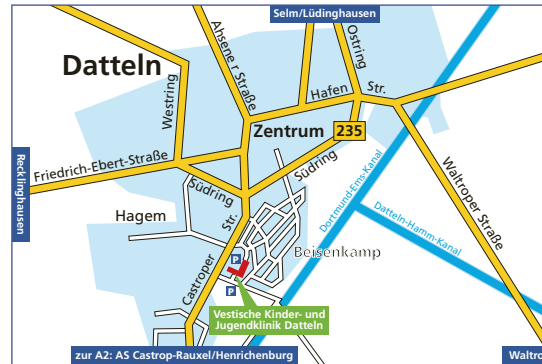 Selm/Lüdinghausen
Datteln
Ahsene r Straße
Ostring
Westring
Hafen Str.
Zentrum
235
Friedrich-Ebert-Straße
Südring
Südring
Recklinghausen
Hagem
Castroper Str.
Dortmund-Ems-Kanal
Waltroper Straße
Datteln-Hamm-Kanal
Beisenkamp
P
P
Vestische Kinder- und
Jugendklinik Datteln
zur A2: AS Castrop-Rauxel/Henrichenburg
Waltro